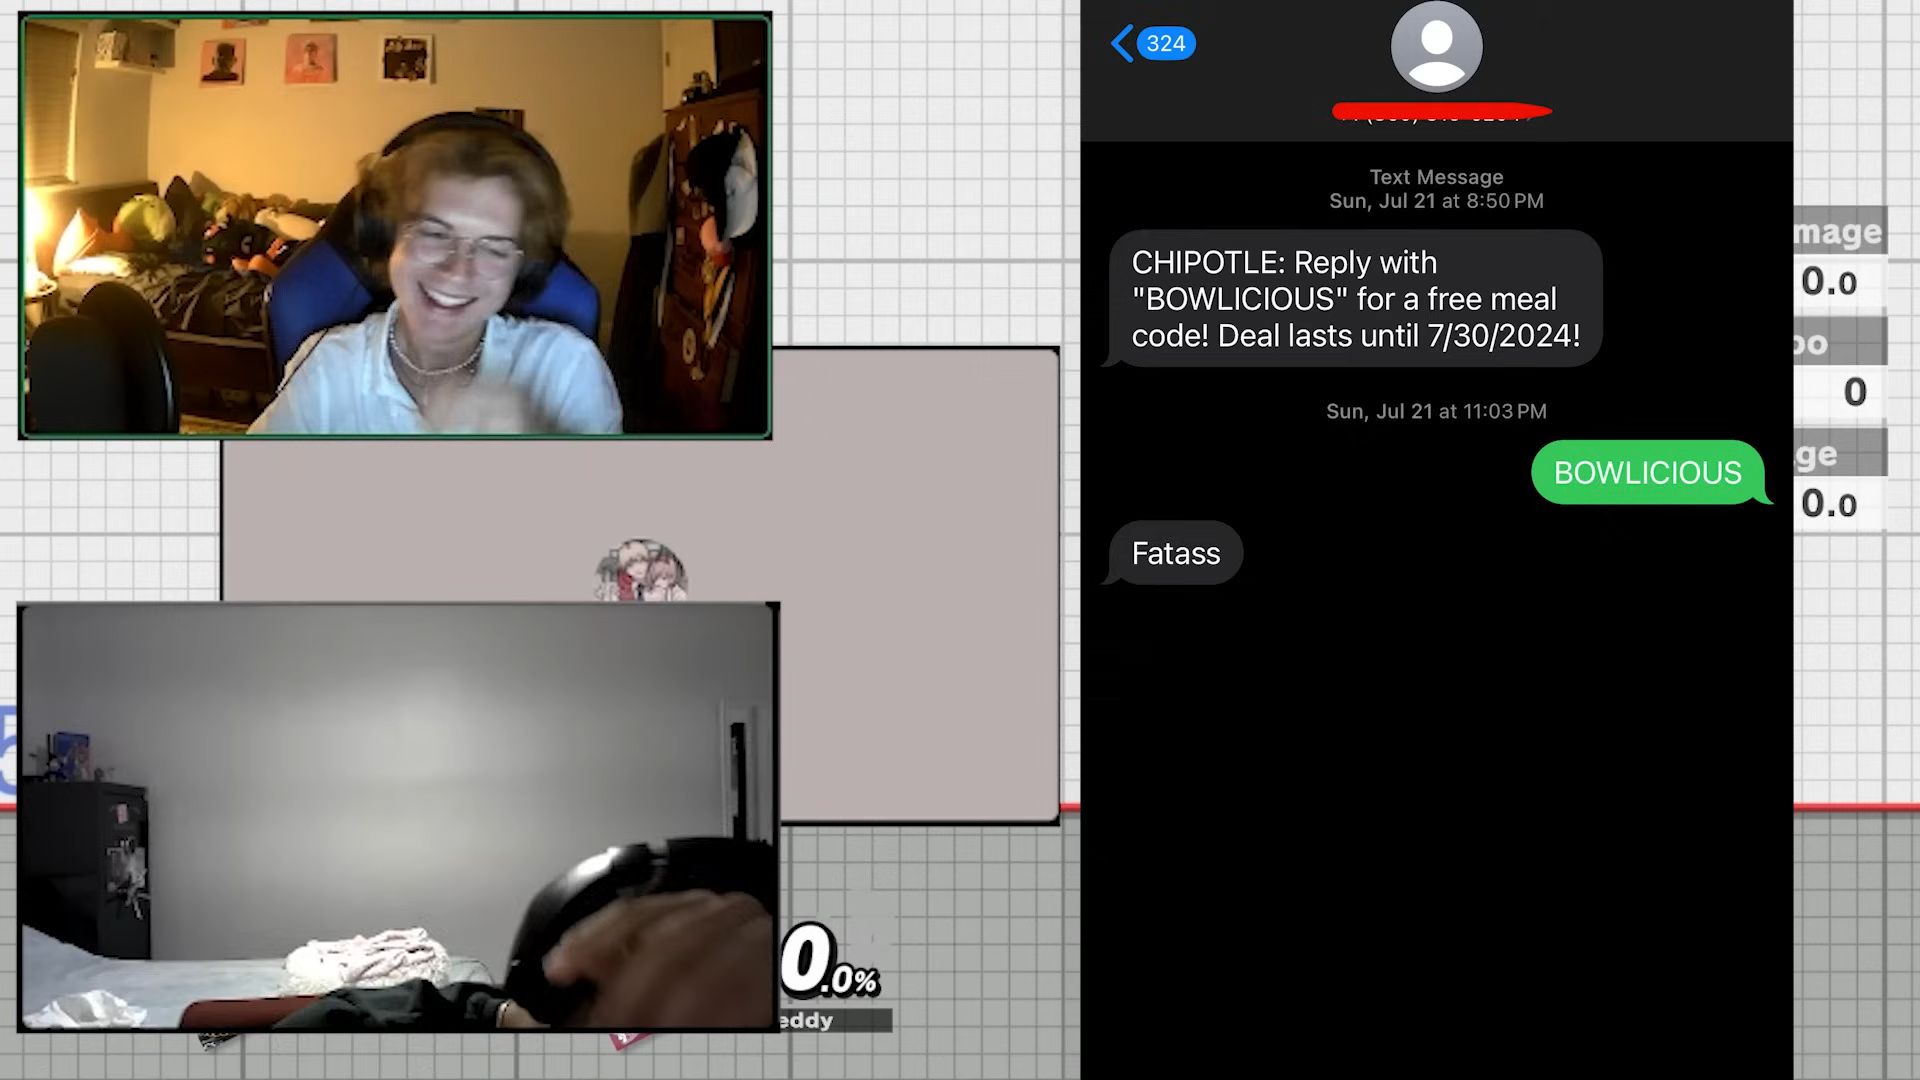 324
Text Message
Sun, Jul 21 at 8:50 PM
CHIPOTLE: Reply with
"BOWLICIOUS" for a free meal
code! Deal lasts until 7/30/2024!
Sun, Jul 21 at 11:03 PM
BOWLICIOUS
Fatass
mage
0.0
0
ge
0.0
0.0%
eddy